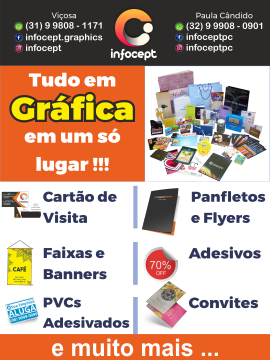 Viçosa
(31) 9 9808 - 1171
infocept.graphics
infocept
infocept
Paula Cândido
(32) 9 9908 - 0901
infoceptpc
infoceptpc
Tudo em
Gráfica
em um só
lugar !!!
Cartão de
Visita
Panfletos
e Flyers
Faixas e
Banners
CAFÉ
Adesivos
70%
OFF
PVCs
Adesivados
ALUGA
Convites
e muito mais ...